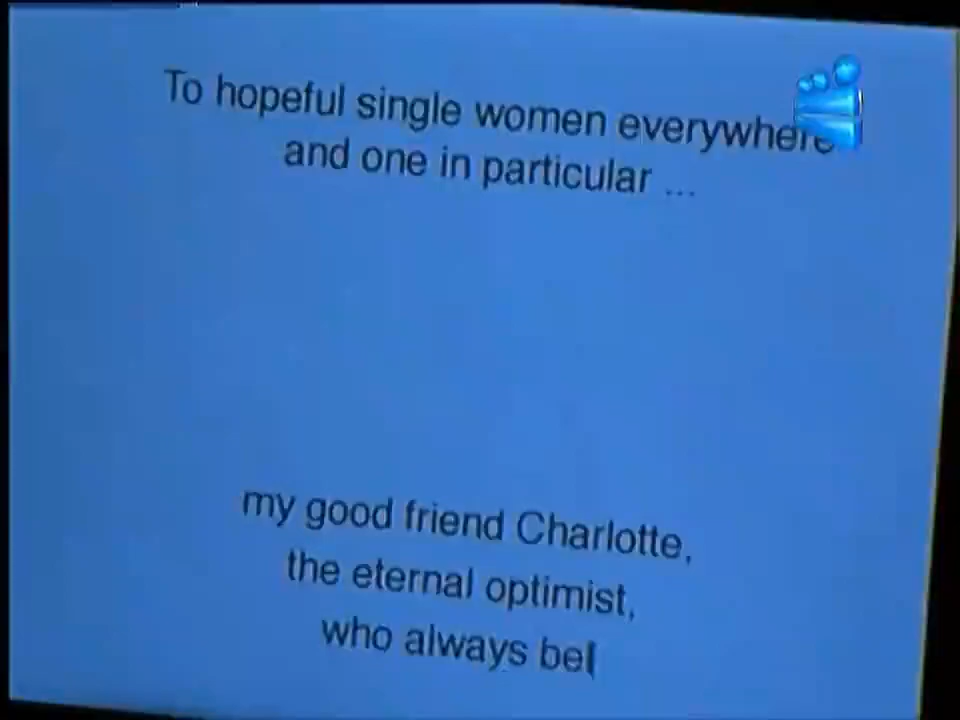 To hopeful single women everywhere
and one in particular ...
my good friend Charlotte,
the eternal optimist,
who always bel